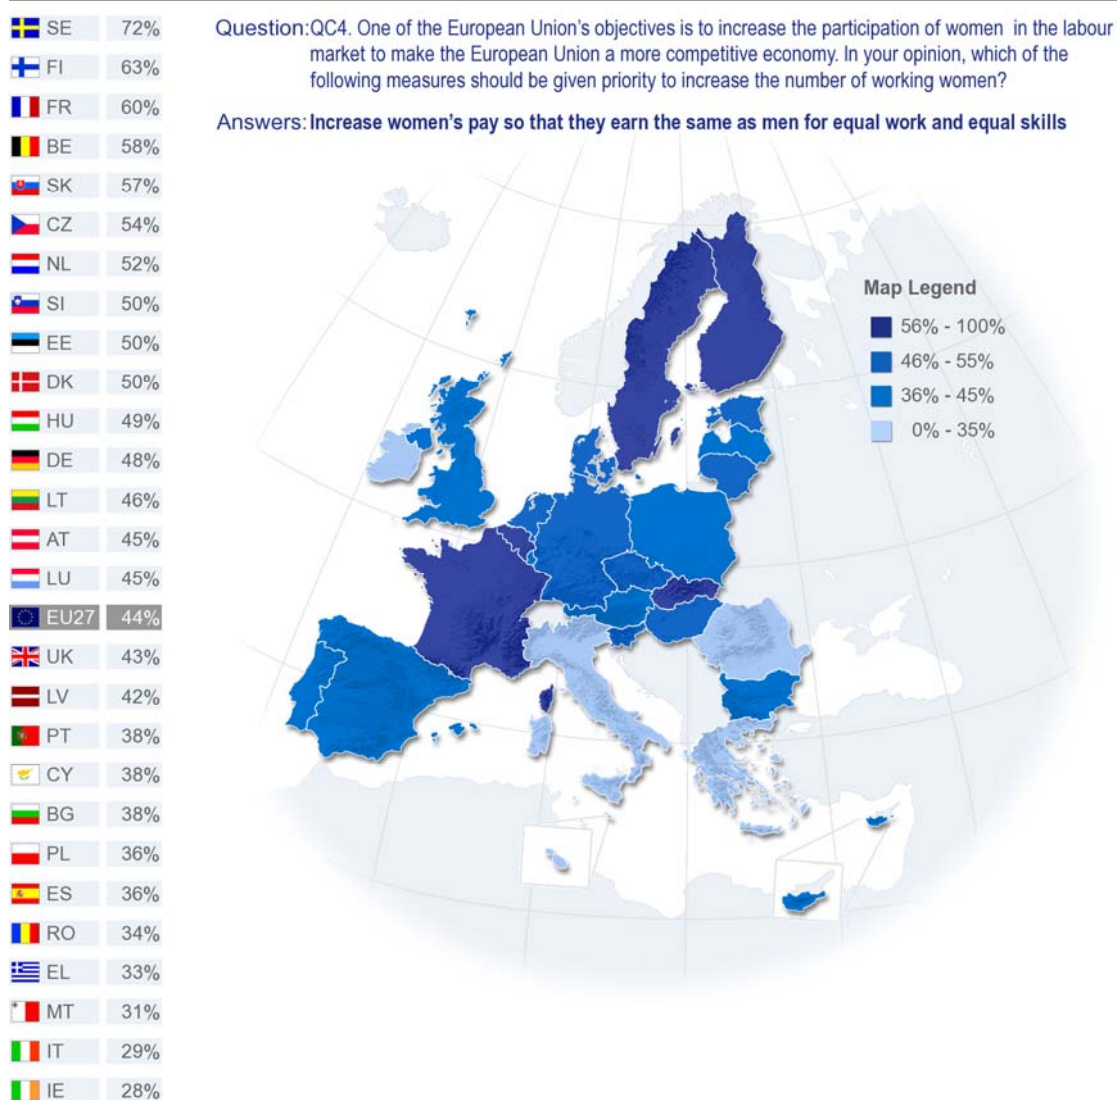 SE 72%
FI 63%
FR 60%
BE 58%
SK 57%
CZ 54%
NL 52%
SI 50%
EE 50%
DK 50%
HU 49%
DE 48%
LT 46%
AT 45%
LU 45%
EU27 44%
UK 43%
LV 42%
PT 38%
CY 38%
BG 38%
PL 36%
ES 36%
RO 34%
EL 33%
MT 31%
IT 29%
IE 28%
Question:QC4. One of the European Union's objectives is to increase the participation of women in the labour
market to make the European Union a more competitive economy. In your opinion, which of the
following measures should be given priority to increase the number of working women?
Answers: Increase women's pay so that they earn the same as men for equal work and equal skills
Map Legend
56% - 100%
46% - 55%
36% - 45%
0% - 35%